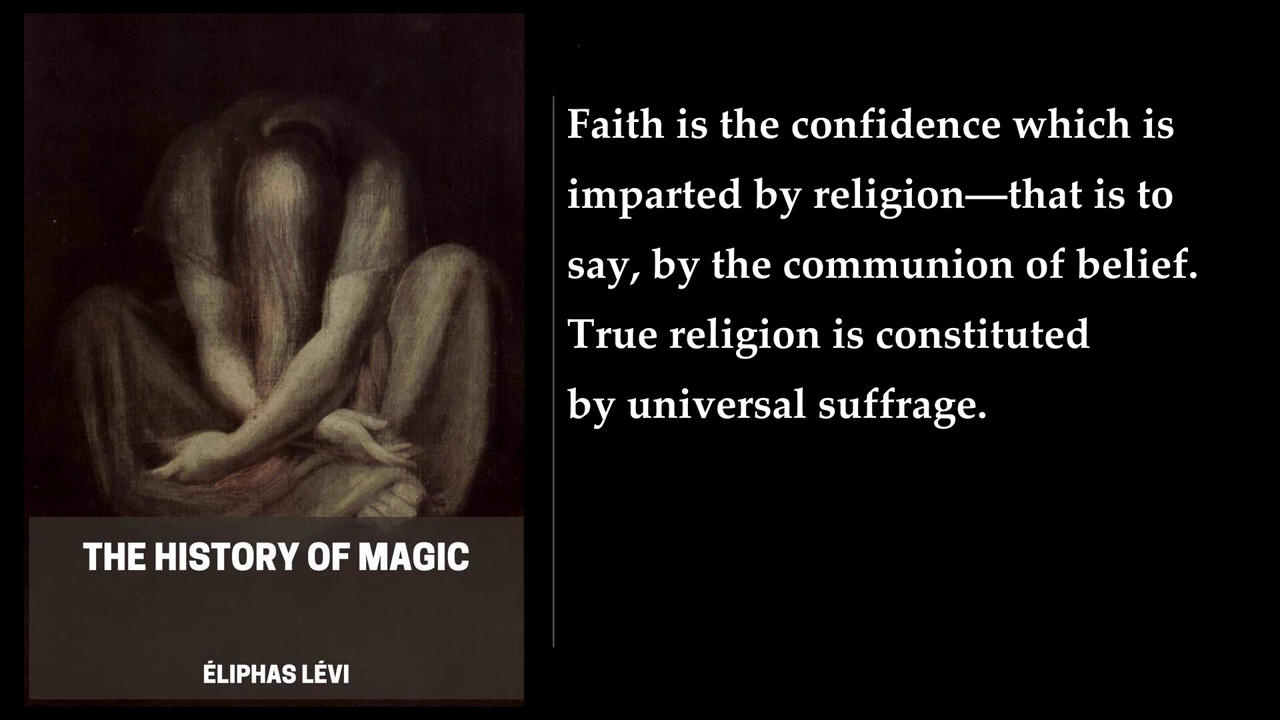 Faith is the confidence which is
imparted by religion—that is to
say, by the communion of belief.
True religion is constituted
by universal suffrage.
THE HISTORY OF MAGIC
ÉLIPHAS LÉVI